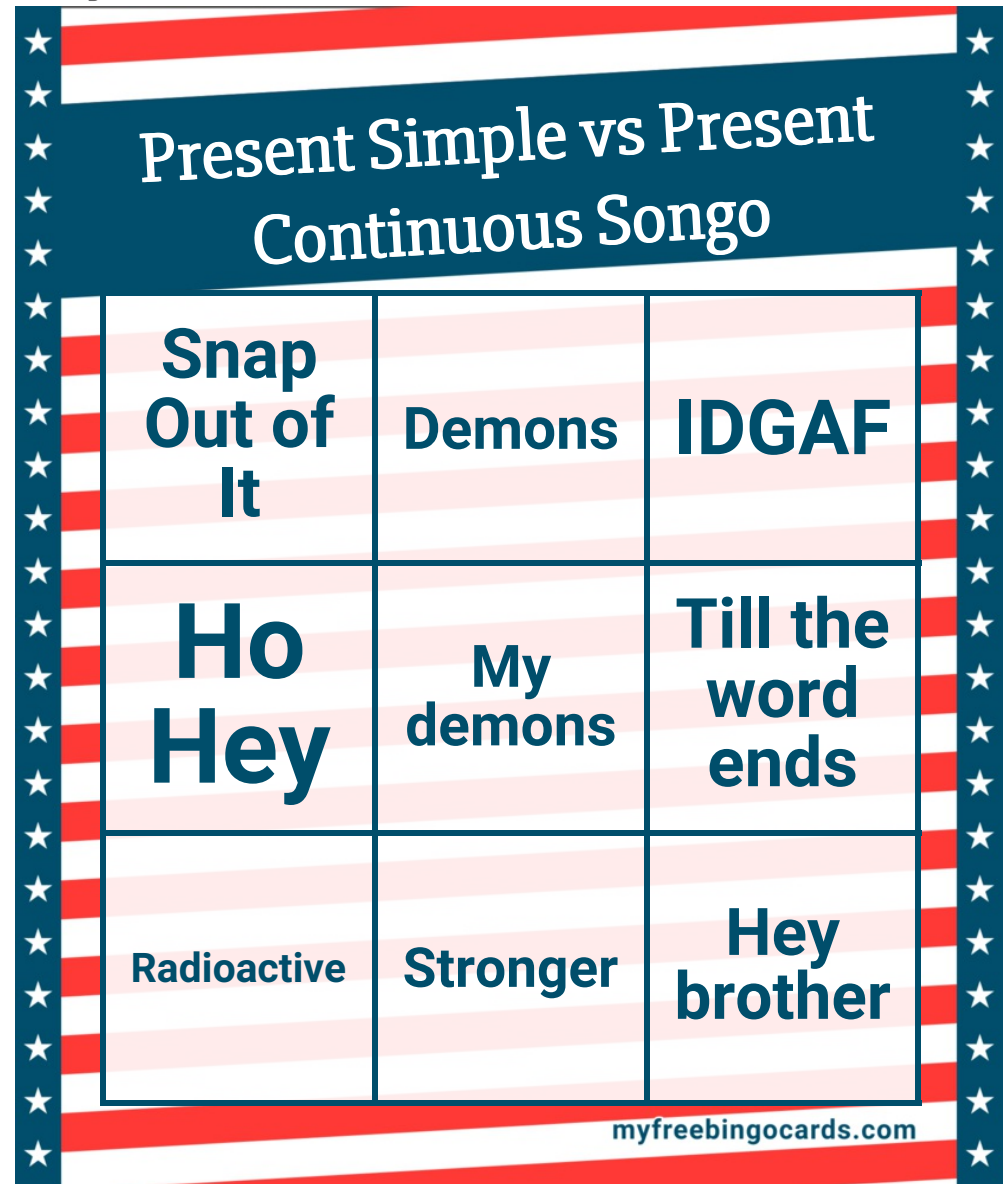 Present Simple vs Present
Continuous Songo
Snap
Out of
It
Demons
IDGAF
Ho
Hey
My
demons
Till the
word
ends
Radioactive
Stronger
Hey
brother
myfreebingocards.com